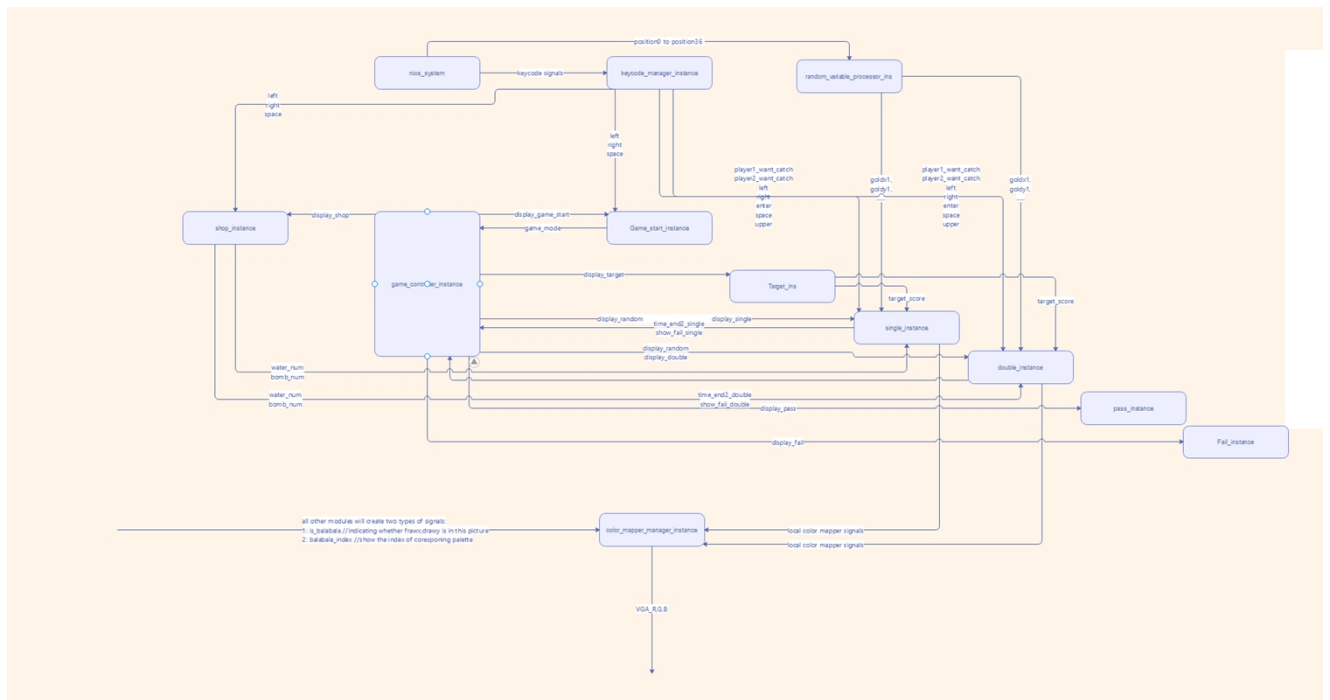 position0 to position36
nios_system
keycode signals
keycode_manager_instance
random_variable_processor_ins
left
right
space
left
right
space
player1_want_catch
player2_want_catch
left
right
enter
space
upper
goldx1,
goldy1,
player1_want_catch
player2_want_catch
left
right
enter
space
upper
goldx1,
goldy1,
shop_instance
display_shop
display_game_start
game_mode
Game_start_instance
game_controller_instance
display_target
Target_ins
target_score
target_score
display_random
display_single
time_end2_single
show_fail_single
single_instance
display_random
display_double
double_instance
water_num
bomb_num
water_num
bomb_num
time_end2_double
show_fail_double
display_pass
pass_instance
display_fail
Fail_instance
all other modules will create two types of signals:
1: is_balabala //indicating whether frawx,drawy is in this picture
2: balabala_index //show the index of coresporing palette
color_mapper_manager_instance
local color mapper signals
local color mapper signals
VGA_R,G,B